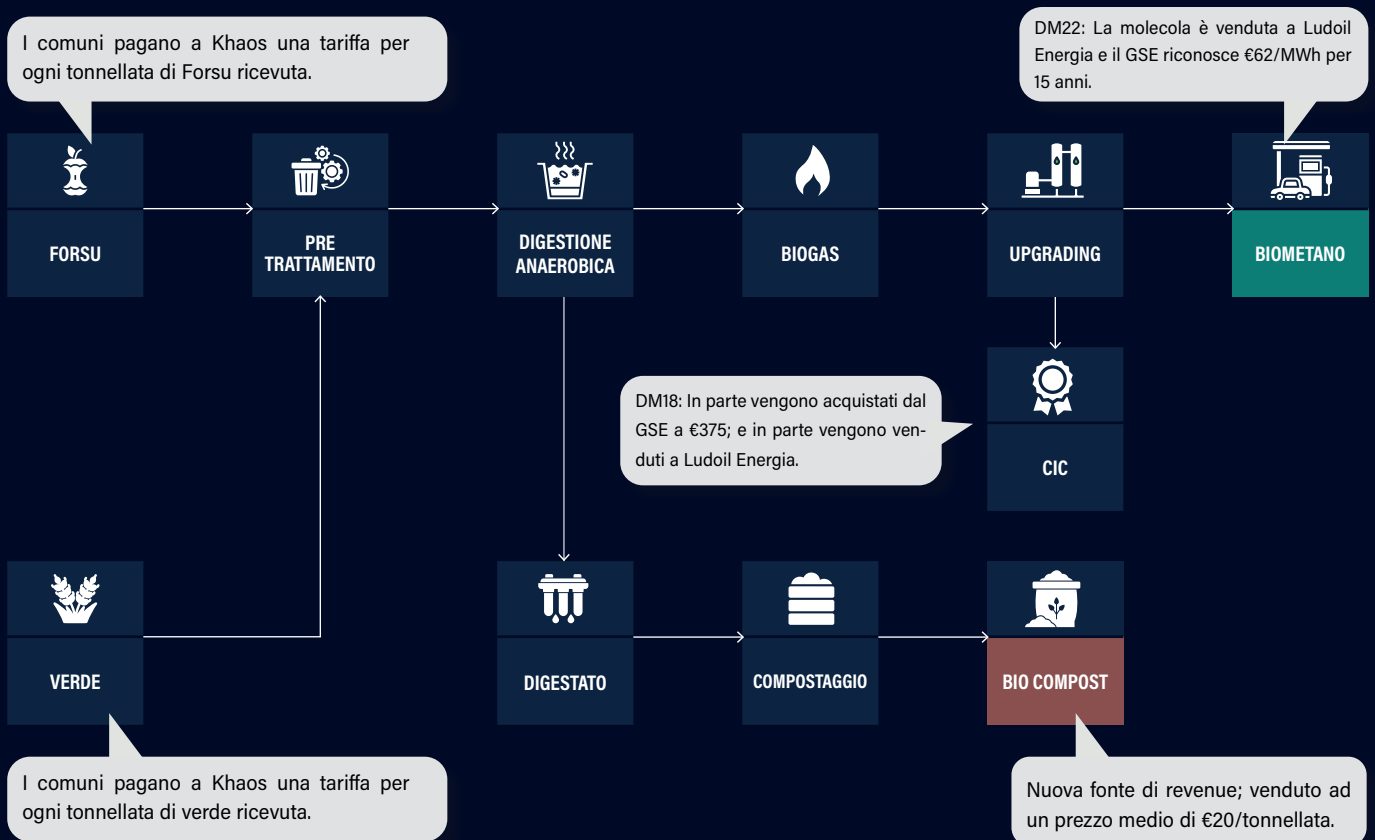 I comuni pagano a Khaos una tariffa per
ogni tonnellata di Forsu ricevuta.
DM22: La molecola è venduta a Ludoil
Energia e il GSE riconosce €62/MWh per
15 anni.
FORSU
PRE
TRATTAMENTO
DIGESTIONE
ANAEROBICA
BIOGAS
UPGRADING
BIOMETANO
DM18: In parte vengono acquistati dal
GSE a €375; e in parte vengono ven-
duti a Ludoil Energia.
CIC
VERDE
DIGESTATO
COMPOSTAGGIO
BIO COMPOST
I comuni pagano a Khaos una tariffa per
ogni tonnellata di verde ricevuta.
Nuova fonte di revenue; venduto ad
un prezzo medio di €20/tonnellata.